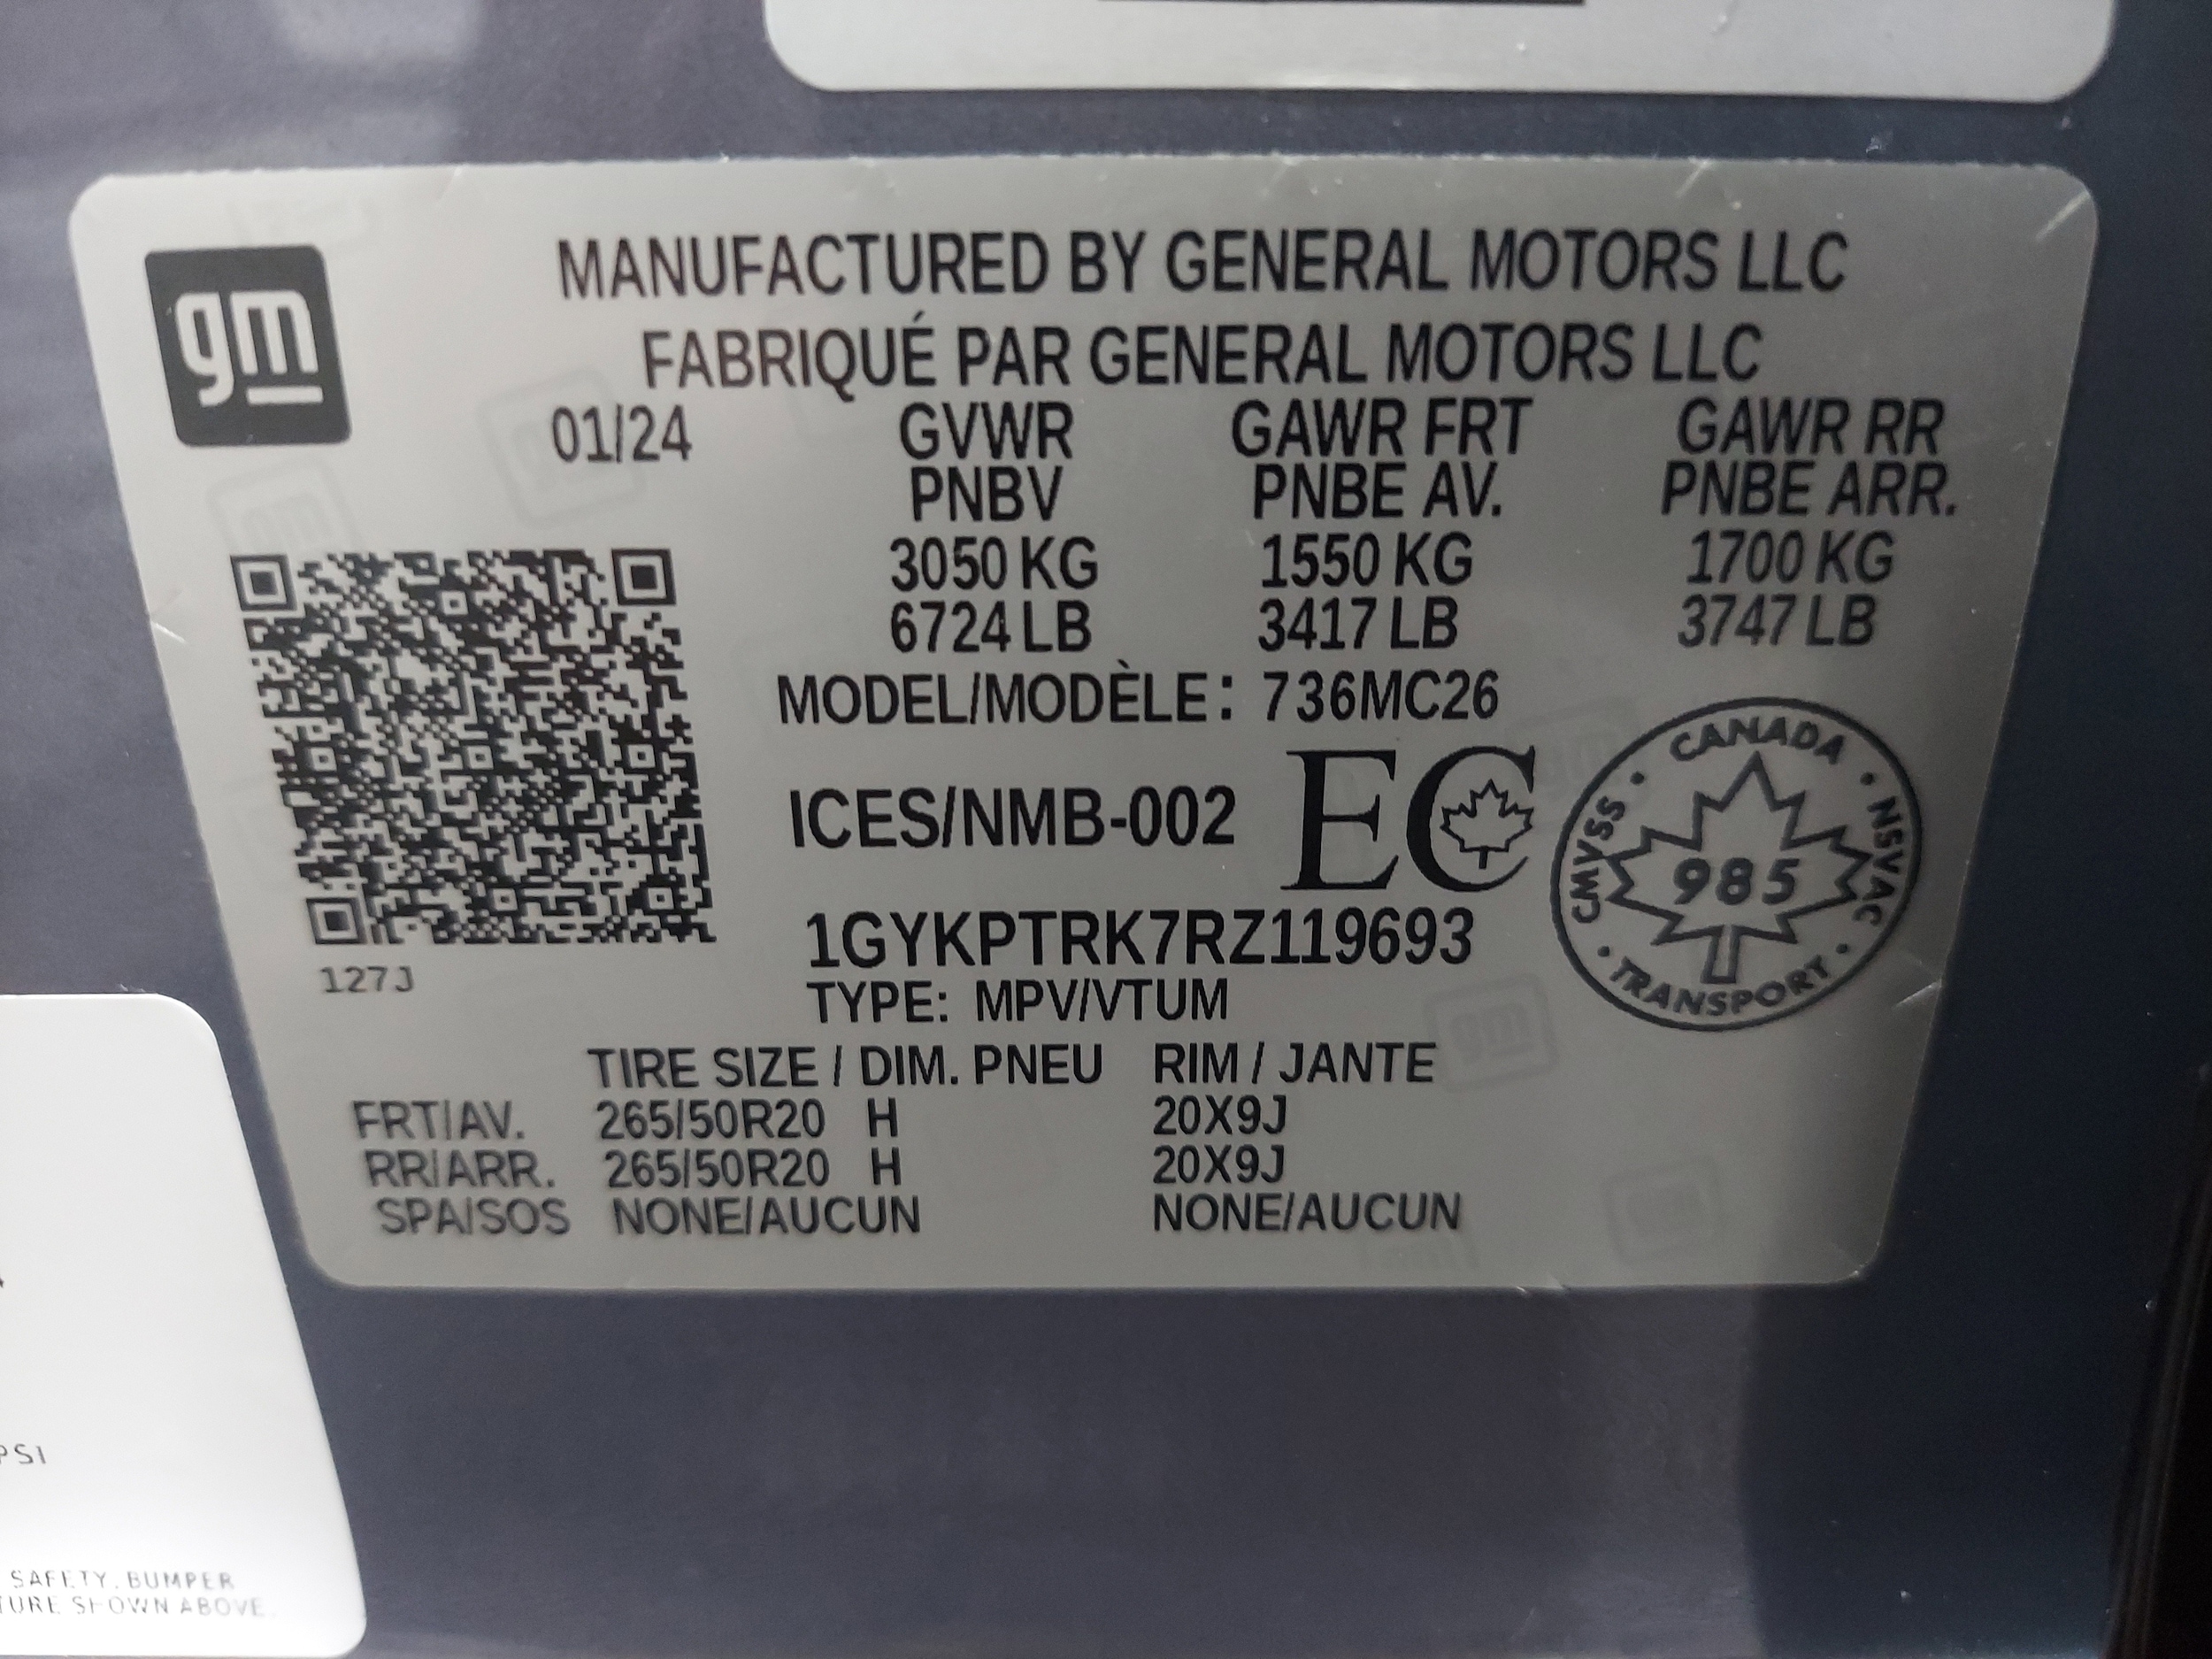 gm
MANUFACTURED BY GENERAL MOTORS LLC
FABRIQUÉ PAR GENERAL MOTORS LLC
01/24 GVWR GAWR FRT GAWR RR
PNBV PNBE AV. PNBE ARR.
3050 KG 1550 KG 1700 KG
6724 LB 3417 LB 3747 LB
MODEL/MODÈLE: 736MC26
ICES/NMB-002 EC
CANADA • NSVAC • TRANSPORT • CMVSS •
985
1GYKPTRK7RZ119693
127J
TYPE: MPV/VTUM
TIRE SIZE / DIM. PNEU RIM / JANTE
FRT/AV. 265/50R20 H 20X9J
RR/ARR. 265/50R20 H 20X9J
SPA/SOS NONE/AUCUN NONE/AUCUN
PSI
SAFETY, BUMPER
SHOWN ABOVE.